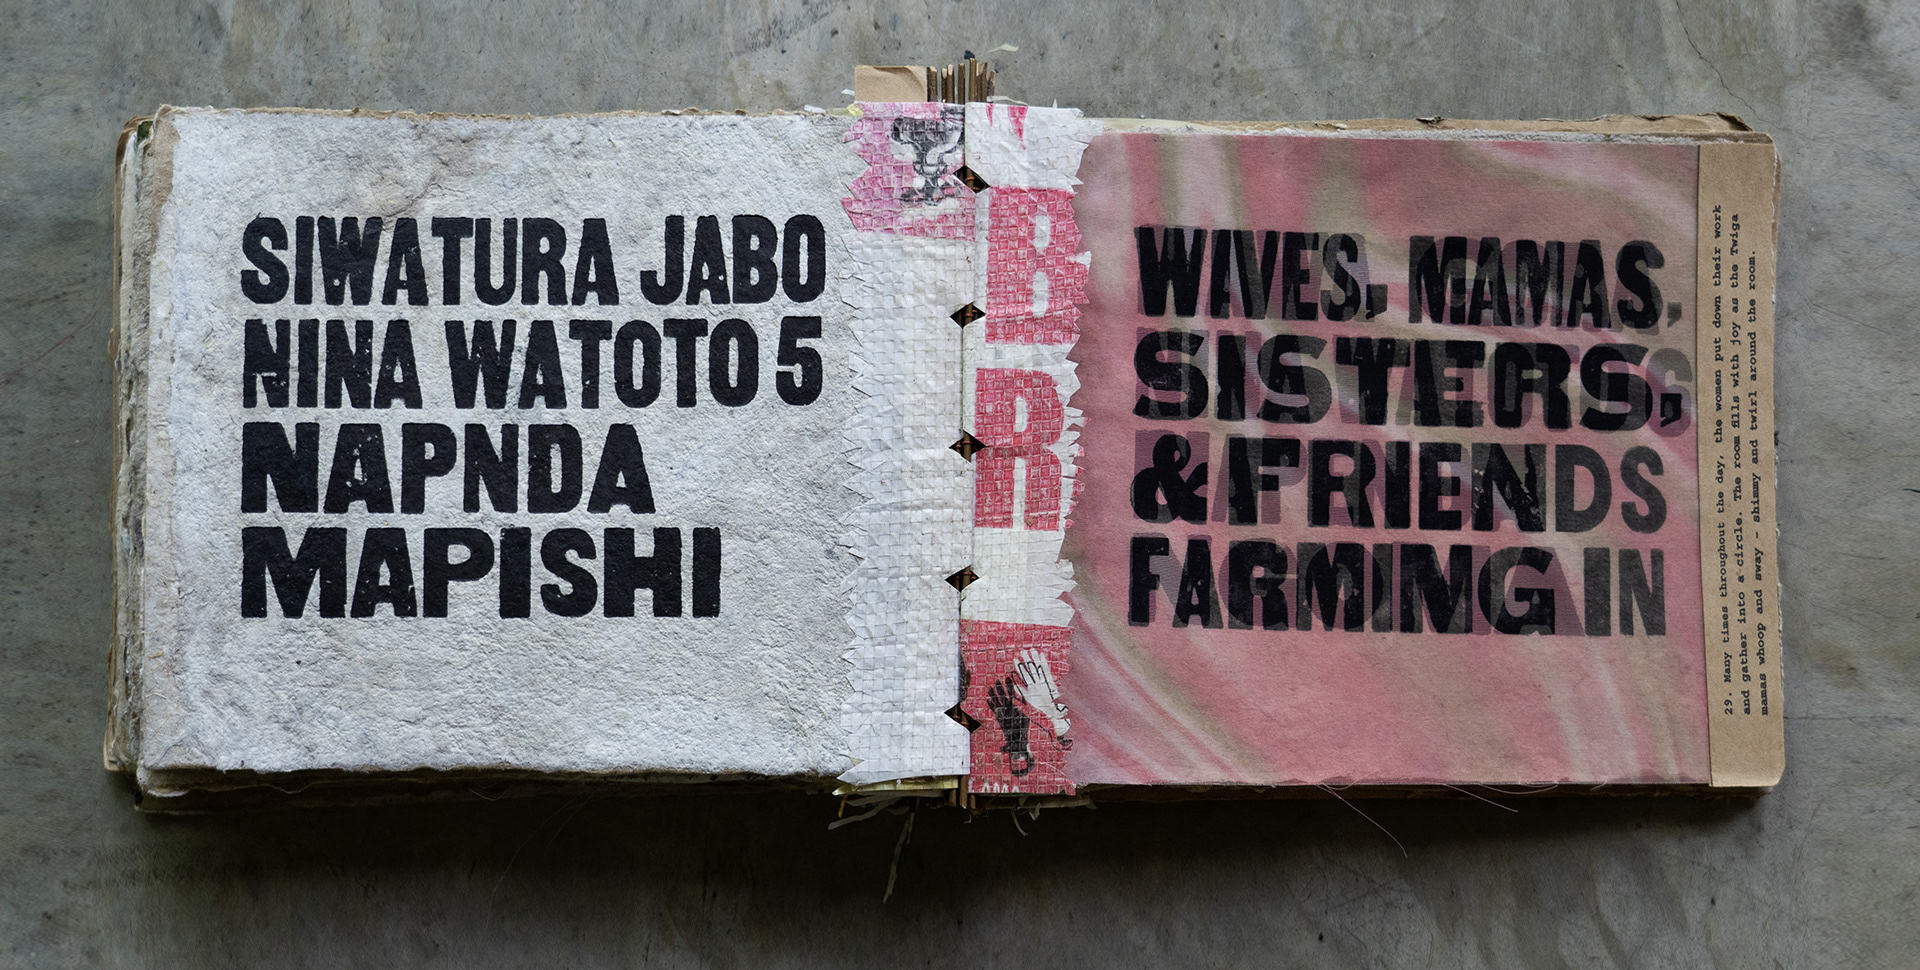 SIWATURA JABO
NINA WATOTO 5
NAPNDA
MAPISHI
B
R
WAVES, MAMAS,
SISTERS,
& FRIENDS
FARMING IN
29. Many times throughout the day, the women put down their work
and gather into a circle. The room fills with joy as the Twiga
mamas whoop and sway - shimmy and twirl around the room.